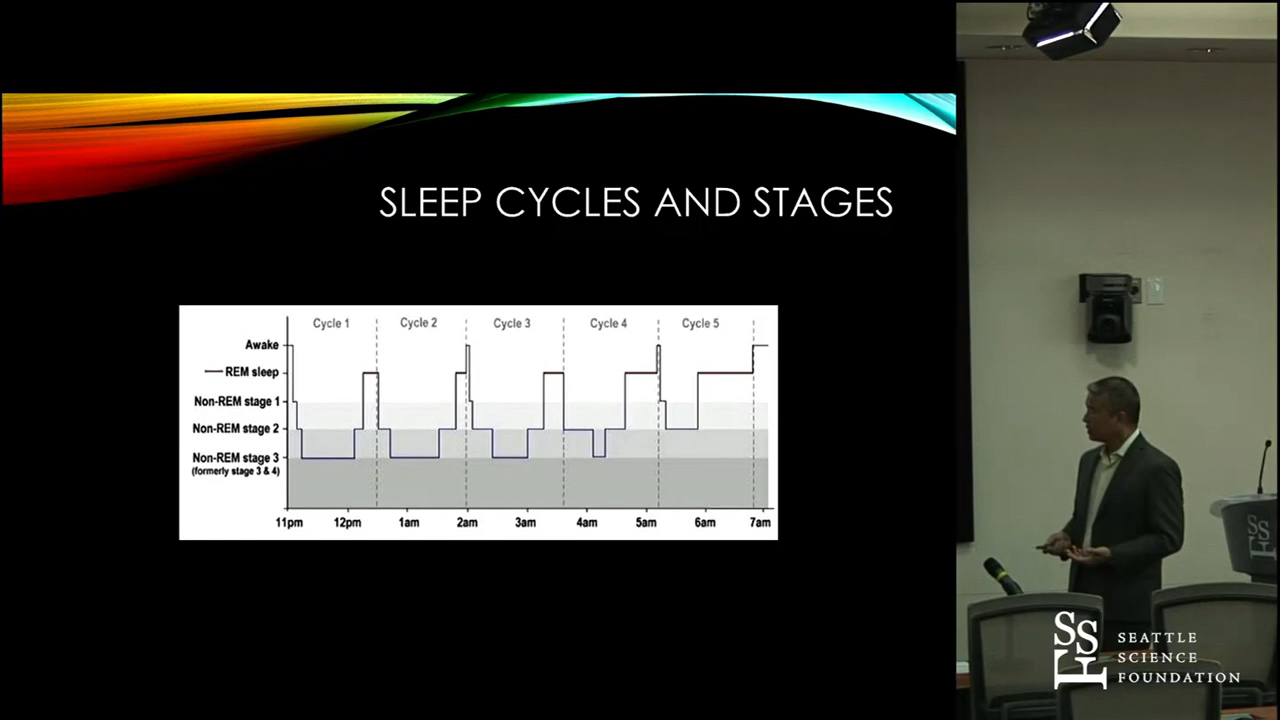 SLEEP CYCLES AND STAGES
Cycle 1 Cycle 2 Cycle 3 Cycle 4 Cycle 5
Awake
REM sleep
Non-REM stage 1
Non-REM stage 2
Non-REM stage 3
(formerly stage 3 & 4)
11pm 12pm 1am 2am 3am 4am 5am 6am 7am
SS
SSF
SEATTLE
SCIENCE
FOUNDATION